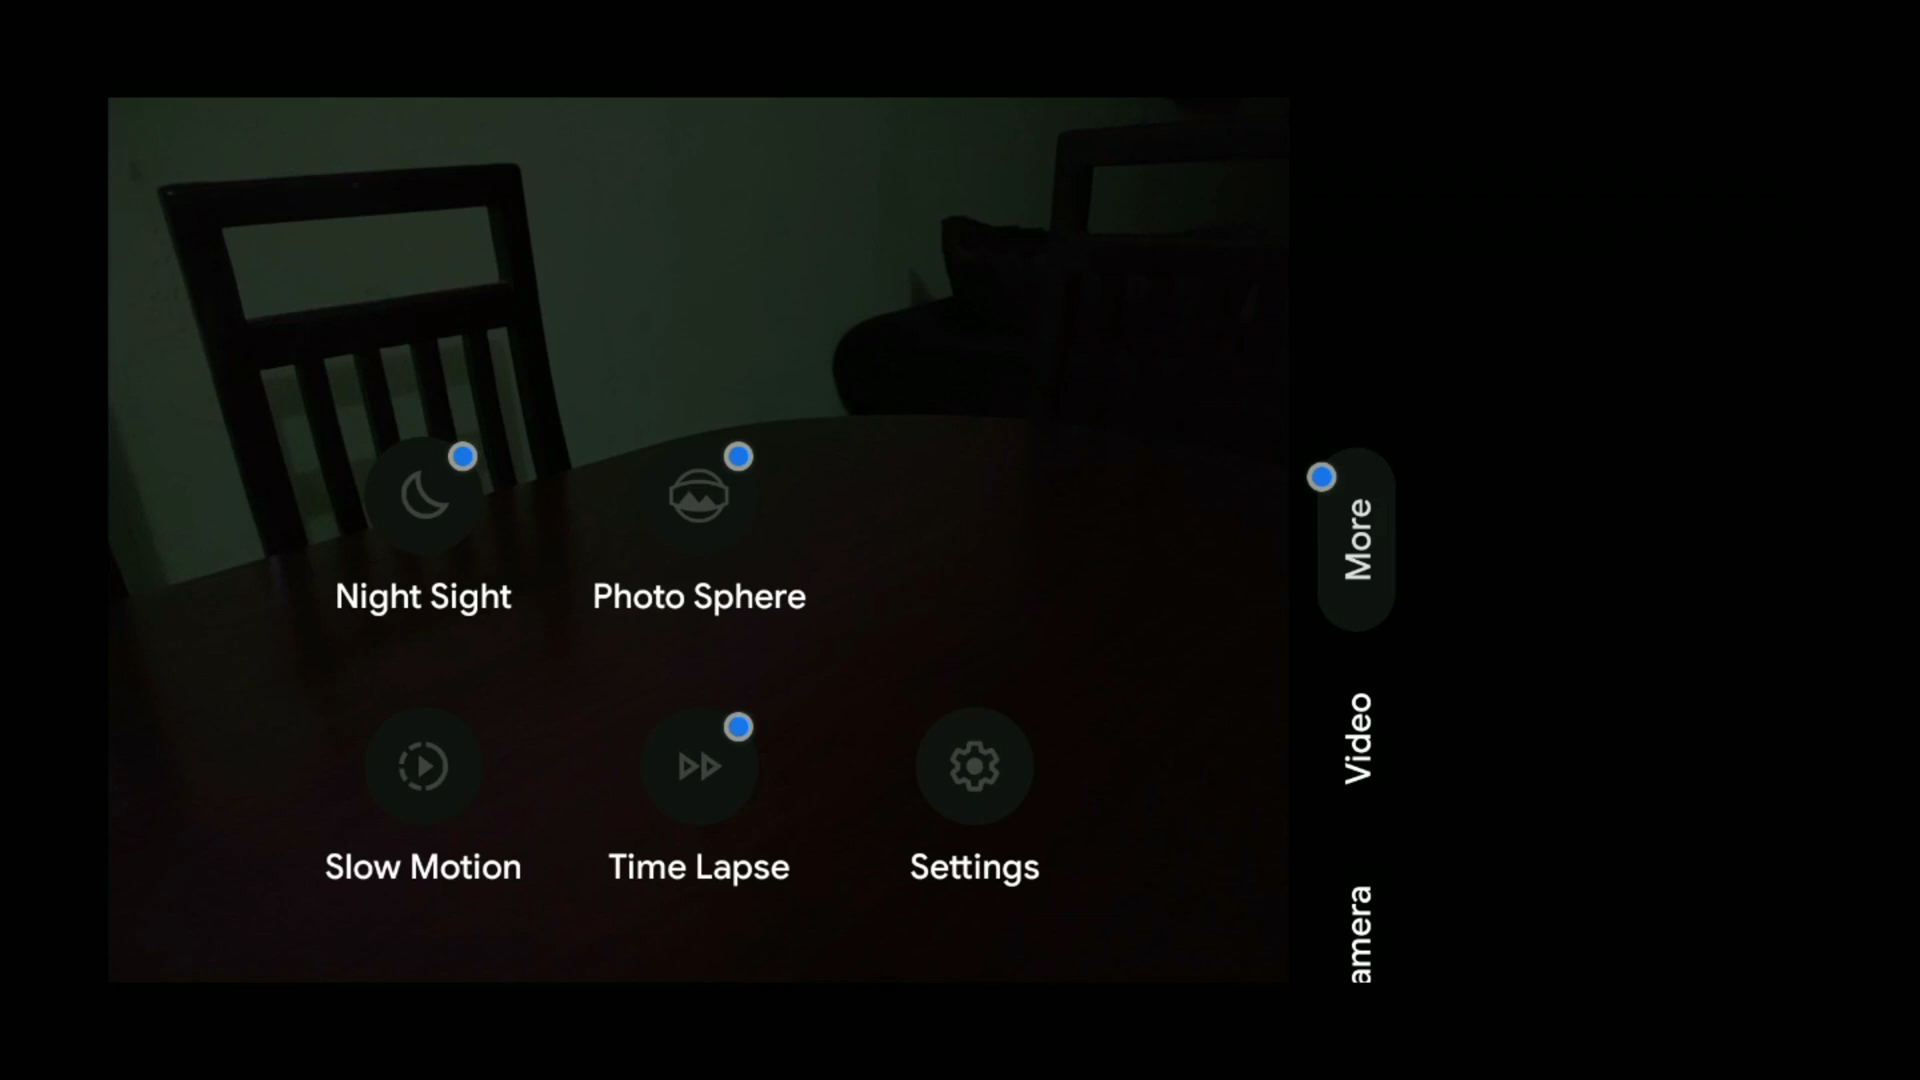 Night Sight
Photo Sphere
Slow Motion
Time Lapse
Settings
More
Video
amera